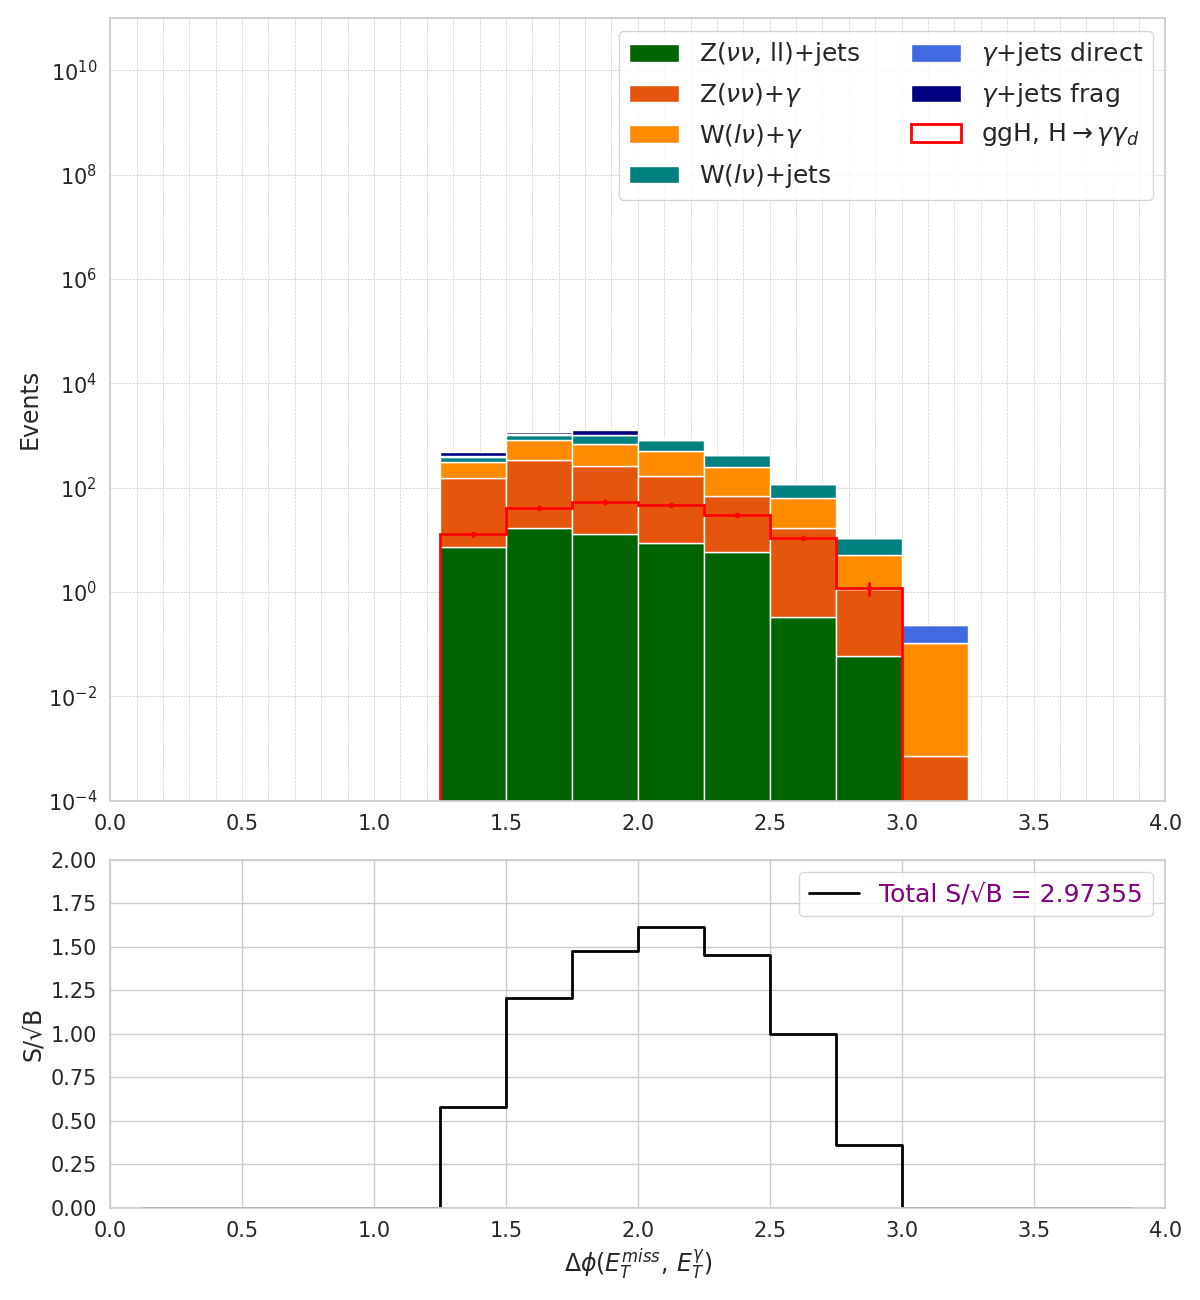 Z(νν, ll)+jets
Z(νν)+γ
W(lν)+γ
W(lν)+jets
γ+jets direct
γ+jets frag
ggH, H→γγ_d
Events
10^10
10^8
10^6
10^4
10^2
10^0
10^−2
10^−4
0.0 0.5 1.0 1.5 2.0 2.5 3.0 3.5 4.0
Total S/√B = 2.97355
S/√B
2.00
1.75
1.50
1.25
1.00
0.75
0.50
0.25
0.00
0.0 0.5 1.0 1.5 2.0 2.5 3.0 3.5 4.0
Δϕ(E_T^miss, E_T^γ)